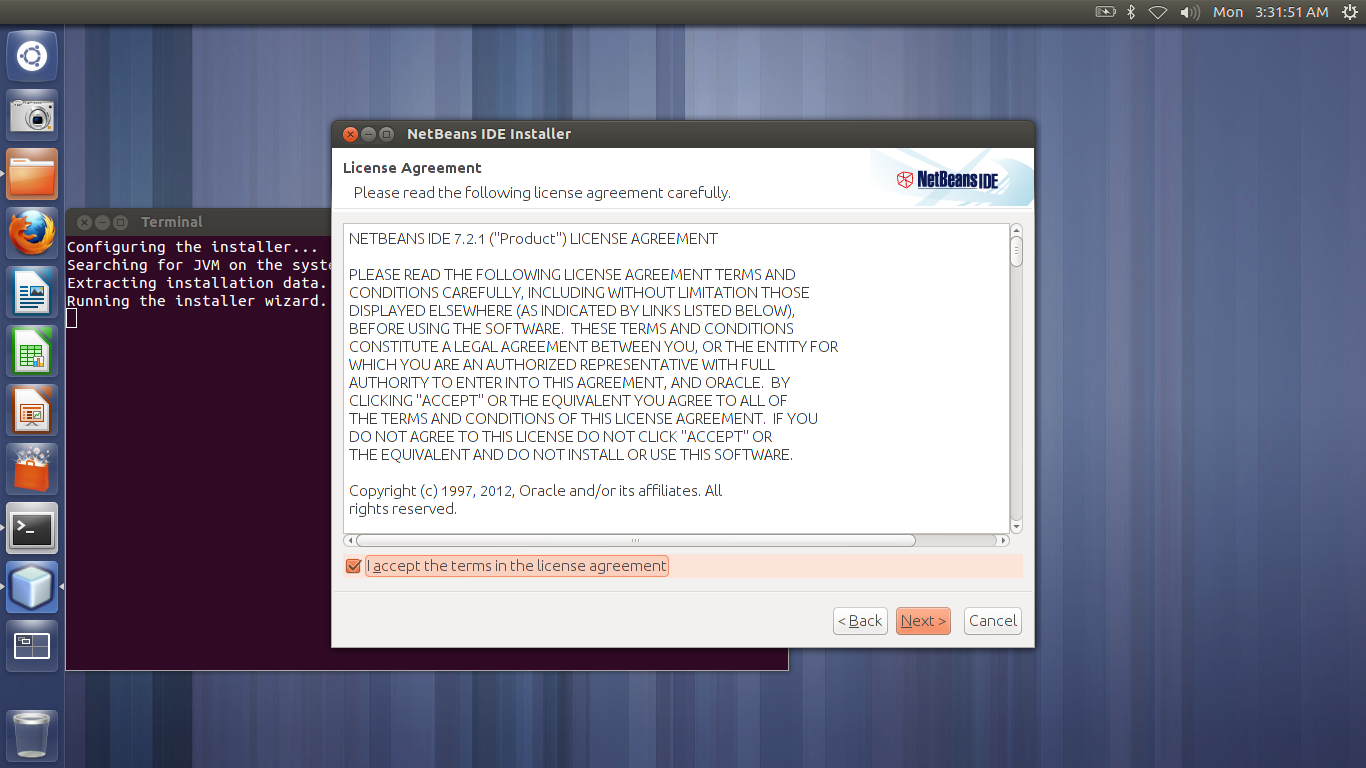 Mon 3:31:51 AM
NetBeans IDE Installer
License Agreement
Please read the following license agreement carefully.
NetBeans IDE
Terminal
Configuring the installer...
Searching for JVM on the syste
Extracting installation data.
Running the installer wizard.
NETBEANS IDE 7.2.1 ("Product") LICENSE AGREEMENT
PLEASE READ THE FOLLOWING LICENSE AGREEMENT TERMS AND
CONDITIONS CAREFULLY, INCLUDING WITHOUT LIMITATION THOSE
DISPLAYED ELSEWHERE (AS INDICATED BY LINKS LISTED BELOW),
BEFORE USING THE SOFTWARE.  THESE TERMS AND CONDITIONS
CONSTITUTE A LEGAL AGREEMENT BETWEEN YOU, OR THE ENTITY FOR
WHICH YOU ARE AN AUTHORIZED REPRESENTATIVE WITH FULL
AUTHORITY TO ENTER INTO THIS AGREEMENT, AND ORACLE.  BY
CLICKING "ACCEPT" OR THE EQUIVALENT YOU AGREE TO ALL OF
THE TERMS AND CONDITIONS OF THIS LICENSE AGREEMENT.  IF YOU
DO NOT AGREE TO THIS LICENSE DO NOT CLICK "ACCEPT" OR
THE EQUIVALENT AND DO NOT INSTALL OR USE THIS SOFTWARE.
Copyright (c) 1997, 2012, Oracle and/or its affiliates. All
rights reserved.
I accept the terms in the license agreement
< Back Next > Cancel